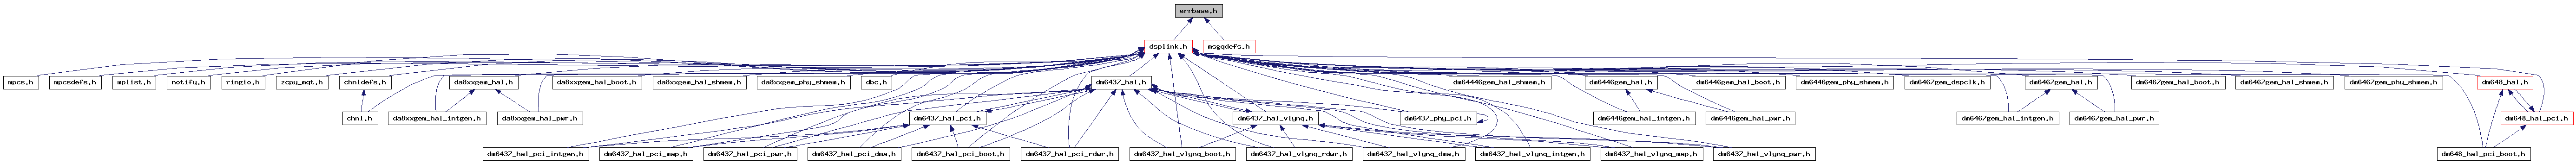 errbase.h
dsplink.h
msgqdefs.h
mpcs.h
mpcsdefs.h
mplist.h
notify.h
ringio.h
zcpy_mqt.h
chnldefs.h
da8xxgem_hal.h
da8xxgem_hal_boot.h
da8xxgem_hal_shmem.h
da8xxgem_phy_shmem.h
dbc.h
dm6437_hal.h
dm64446gem_hal_shmem.h
dm6446gem_hal.h
dm6446gem_hal_boot.h
dm6446gem_phy_shmem.h
dm6467gem_dspclk.h
dm6467gem_hal.h
dm6467gem_hal_boot.h
dm6467gem_hal_shmem.h
dm6467gem_phy_shmem.h
dm648_hal.h
chnl.h
da8xxgem_hal_intgen.h
da8xxgem_hal_pwr.h
dm6437_hal_pci.h
dm6437_phy_pci.h
dm6437_hal_vlynq.h
dm6446gem_hal_intgen.h
dm6446gem_hal_pwr.h
dm6467gem_hal_intgen.h
dm6467gem_hal_pwr.h
dm648_hal_pci.h
dm6437_hal_pci_intgen.h
dm6437_hal_pci_map.h
dm6437_hal_pci_pwr.h
dm6437_hal_pci_dma.h
dm6437_hal_pci_boot.h
dm6437_hal_pci_rdwr.h
dm6437_hal_vlynq_boot.h
dm6437_hal_vlynq_rdwr.h
dm6437_hal_vlynq_dma.h
dm6437_hal_vlynq_intgen.h
dm6437_hal_vlynq_map.h
dm6437_hal_vlynq_pwr.h
dm648_hal_pci_boot.h